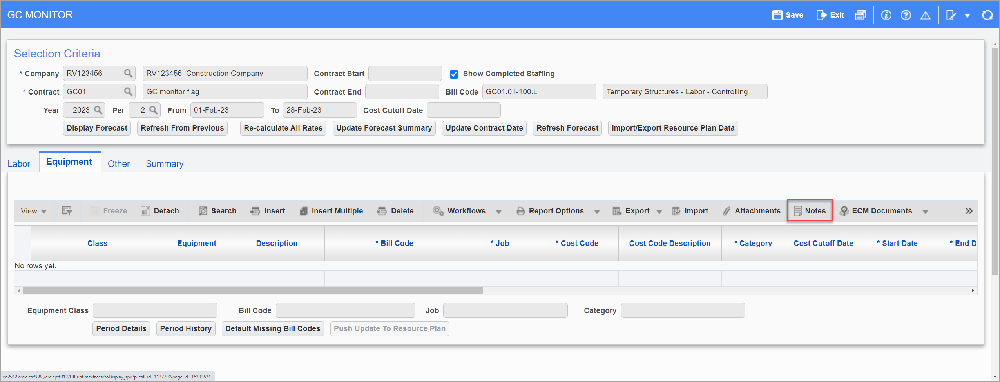 GC MONITOR Save Exit
Selection Criteria
* Company RV123456 RV123456 Construction Company Contract Start Show Completed Staffing
* Contract GC01 GC monitor flag Contract End Bill Code GC01.01-100.L Temporary Structures - Labor - Controlling
Year 2023 Per 2 From 01-Feb-23 To 28-Feb-23 Cost Cutoff Date
Display Forecast Refresh From Previous Re-calculate All Rates Update Forecast Summary Update Contract Date Refresh Forecast Import/Export Resource Plan Data
Labor Equipment Other Summary
View Freeze Detach Search Insert Insert Multiple Delete Workflows Report Options Export Import Attachments Notes ECM Documents
Class Equipment Description * Bill Code * Job * Cost Code Cost Code Description * Category Cost Cutoff Date * Start Date * End D
No rows yet.
Equipment Class Bill Code Job Category
Period Details Period History Default Missing Bill Codes Push Update To Resource Plan
qa2v12.cmic.ca:8888/cmicptfR12/UIRuntime/faces/toDisplay.jspx?p_call_id=113779&page_id=1633363#